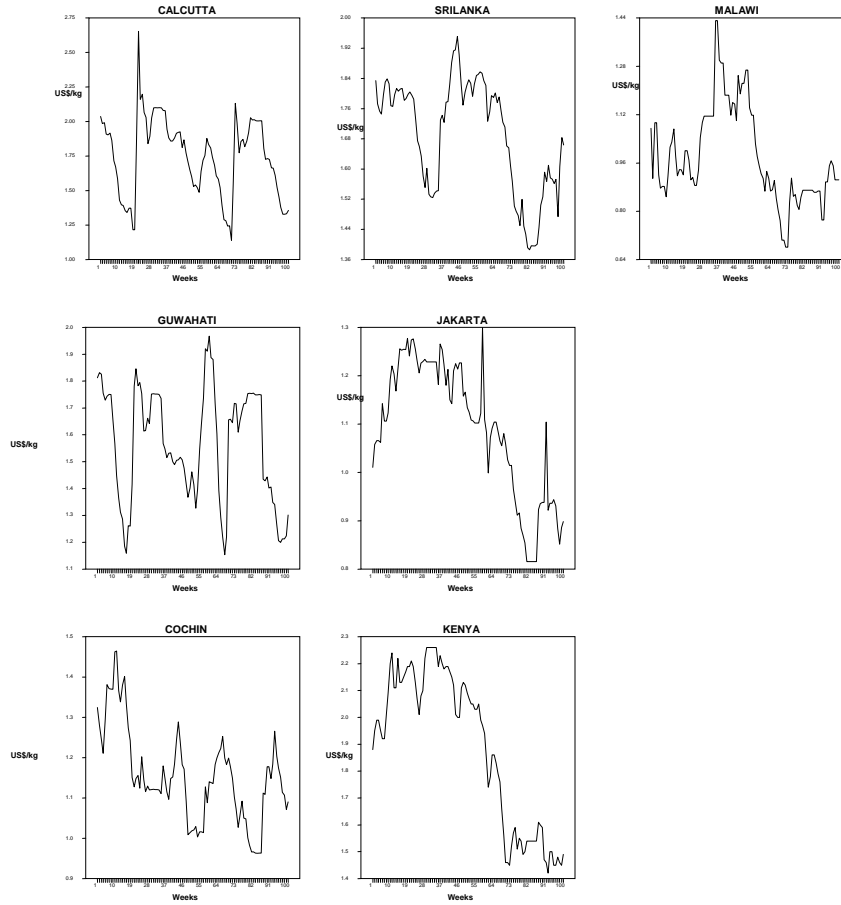 CALCUTTA
US$/kg
2.75
2.50
2.25
2.00
1.75
1.50
1.25
1.00
1 10 19 28 37 46 55 64 73 82 91 100
Weeks
SRILANKA
US$/kg
2.00
1.92
1.84
1.76
1.68
1.60
1.52
1.44
1.36
1 10 19 28 37 46 55 64 73 82 91 100
Weeks
MALAWI
US$/kg
1.44
1.28
1.12
0.96
0.80
0.64
1 10 19 28 37 46 55 64 73 82 91 100
Weeks
GUWAHATI
US$/kg
2.0
1.9
1.8
1.7
1.6
1.5
1.4
1.3
1.2
1.1
1 10 19 28 37 46 55 64 73 82 91 100
Weeks
JAKARTA
US$/kg
1.3
1.2
1.1
1.0
0.9
0.8
1 10 19 28 37 46 55 64 73 82 91 100
Weeks
COCHIN
US$/kg
1.5
1.4
1.3
1.2
1.1
1.0
0.9
1 10 19 28 37 46 55 64 73 82 91 100
Weeks
KENYA
US$/kg
2.3
2.2
2.1
2.0
1.9
1.8
1.7
1.6
1.5
1.4
1 10 19 28 37 46 55 64 73 82 91 100
Weeks